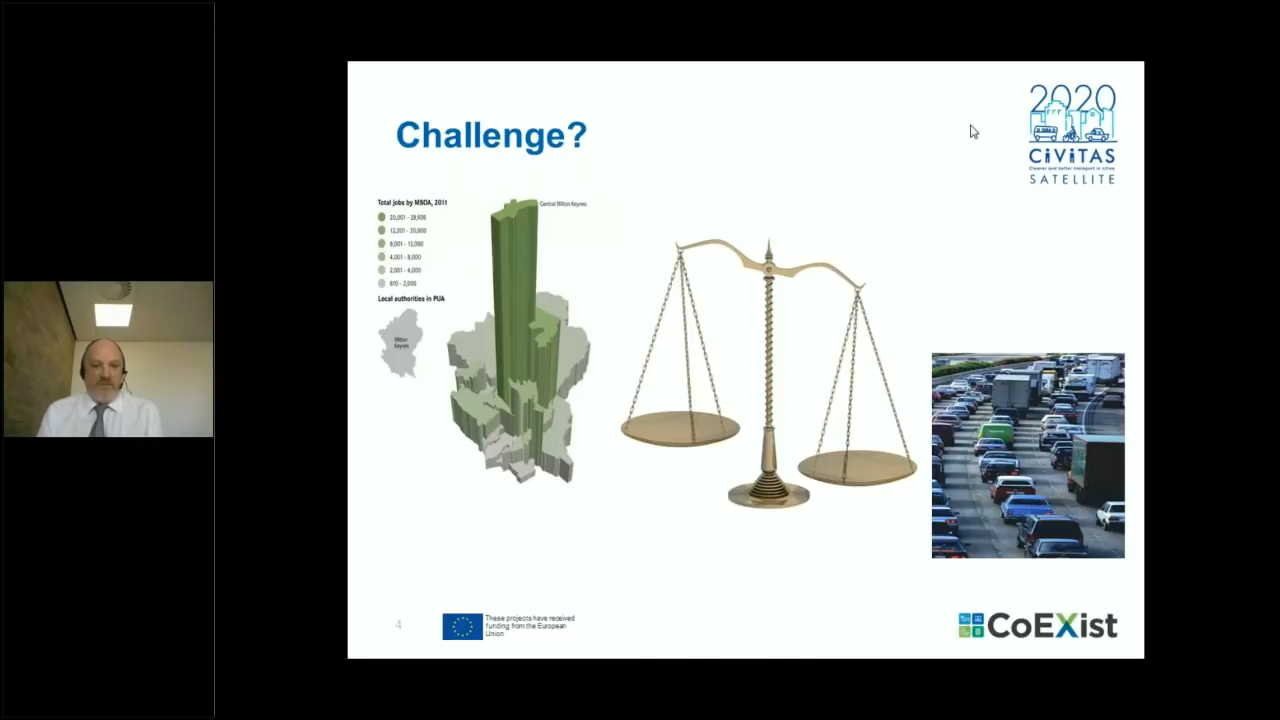 Challenge?
2020
CiViTAS
Cleaner and better transport in cities
SATELLITE
Total jobs by MSOA, 2011
20,001 - 28,926
12,001 - 20,000
8,001 - 12,000
4,001 - 8,000
2,001 - 4,000
810 - 2,000
Central Milton Keynes
Local authorities in PUA
Milton
Keynes
4
These projects have received
funding from the European
Union
CoEXist